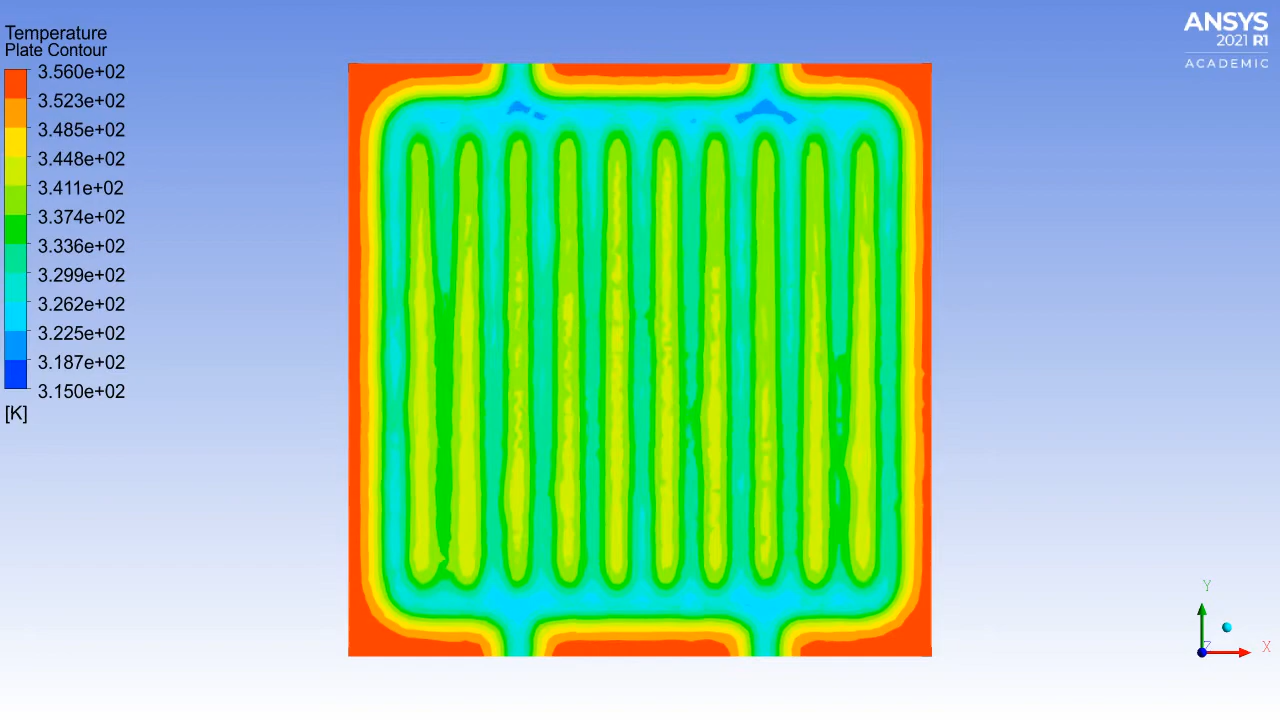 Temperature
Plate Contour
3.560e+02
3.523e+02
3.485e+02
3.448e+02
3.411e+02
3.374e+02
3.336e+02
3.299e+02
3.262e+02
3.225e+02
3.187e+02
3.150e+02
[K]
ANSYS
2021 R1
ACADEMIC
Y
Z
X